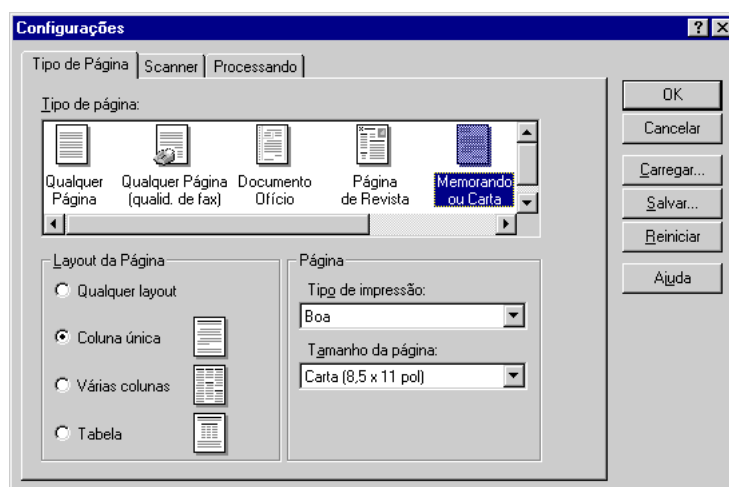 Configurações
Tipo de Página Scanner Processando
Tipo de página:
Qualquer Página
Qualquer Página (qualid. de fax)
Documento Ofício
Página de Revista
Memorando ou Carta
Layout da Página
Qualquer layout
Coluna única
Várias colunas
Tabela
Página
Tipo de impressão:
Boa
Tamanho da página:
Carta (8,5 x 11 pol)
OK
Cancelar
Carregar...
Salvar...
Reiniciar
Ajuda